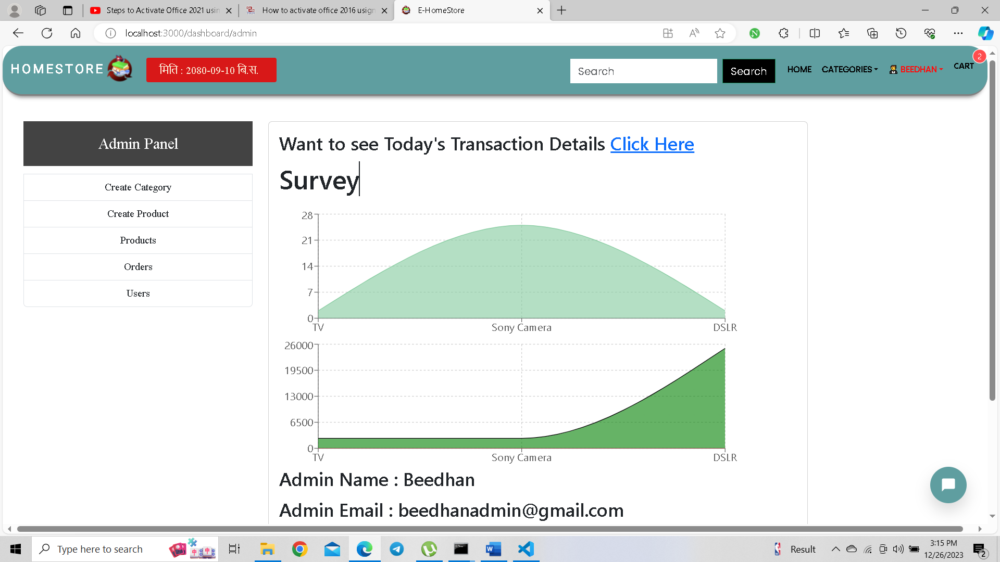 Steps to Activate Office 2021 usin
How to activate office 2016 usign
E-HomeStore
localhost:3000/dashboard/admin
HOMESTORE
मिति : 2080-09-10 बि.स.
Search
Search
HOME
CATEGORIES
BEEDHAN
CART
2
Admin Panel
Create Category
Create Product
Products
Orders
Users
Want to see Today's Transaction Details Click Here
Survey
28
21
14
7
0
TV
Sony Camera
DSLR
26000
19500
13000
6500
0
TV
Sony Camera
DSLR
Admin Name : Beedhan
Admin Email : beedhanadmin@gmail.com
Type here to search
Result
3:15 PM
12/26/2023
2